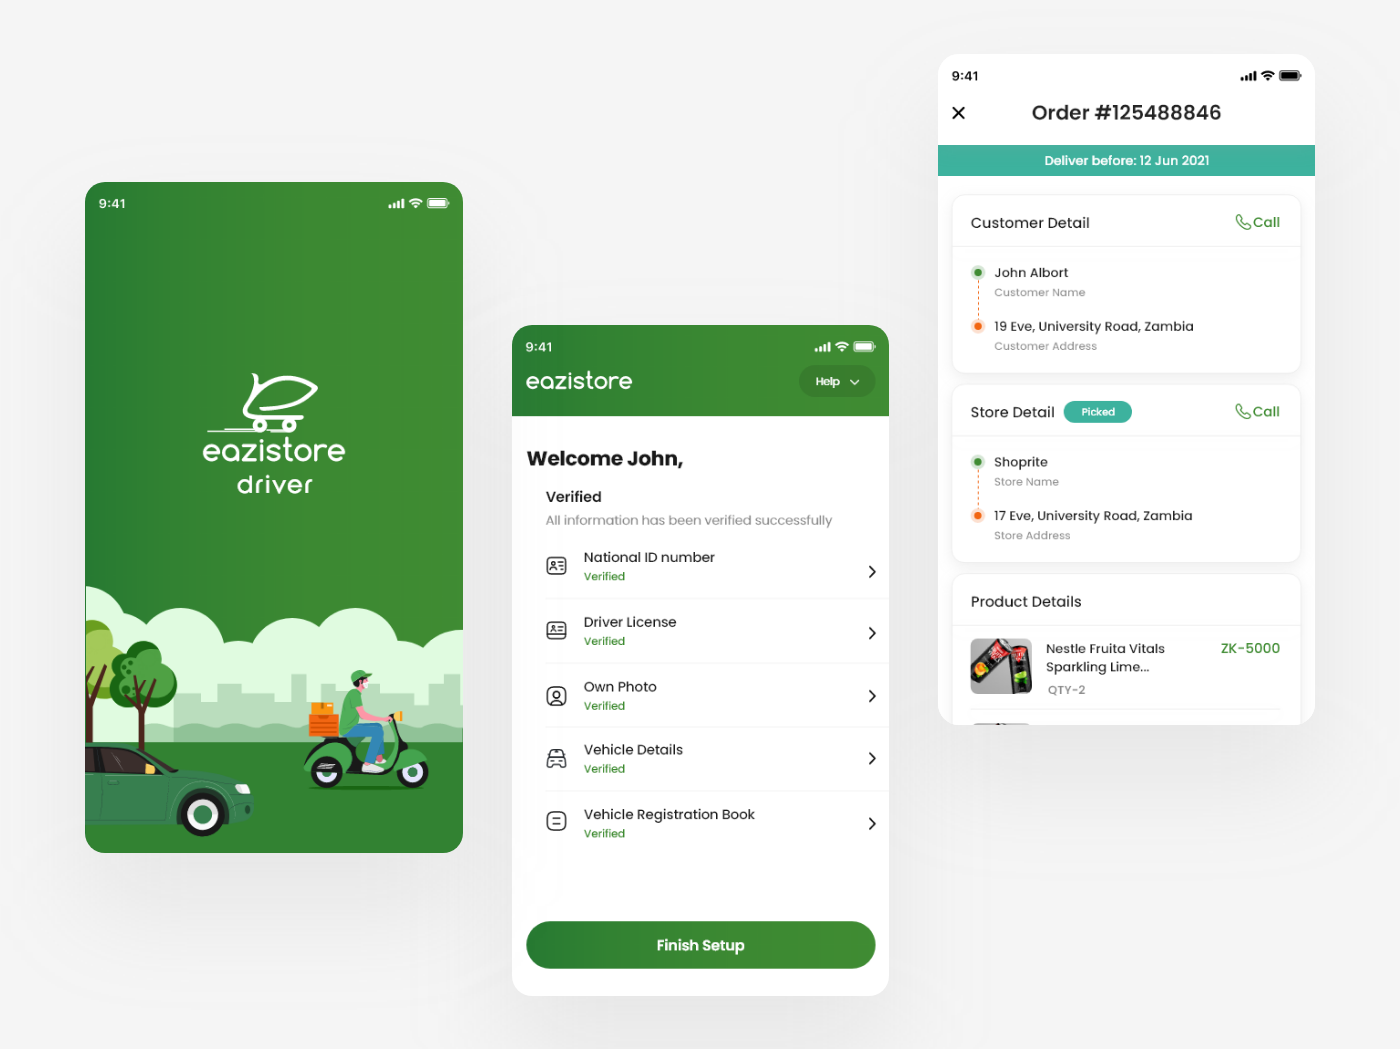 9:41
eazistore
driver
9:41
eazistore
Help
Welcome John,
Verified
All information has been verified successfully
National ID number
Verified
Driver License
Verified
Own Photo
Verified
Vehicle Details
Verified
Vehicle Registration Book
Verified
Finish Setup
9:41
Order #125488846
Deliver before: 12 Jun 2021
Customer Detail
Call
John Albort
Customer Name
19 Eve, University Road, Zambia
Customer Address
Store Detail
Picked
Call
Shoprite
Store Name
17 Eve, University Road, Zambia
Store Address
Product Details
Nestle Fruita Vitals
ZK-5000
Sparkling Lime...
QTY-2